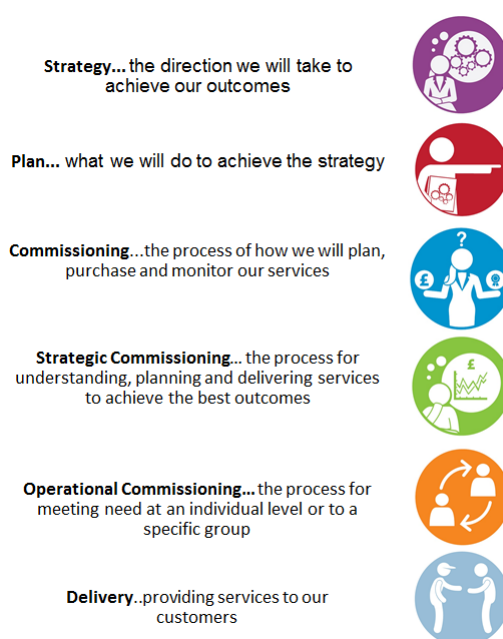 Strategy... the direction we will take to
achieve our outcomes
Plan... what we will do to achieve the strategy
Commissioning...the process of how we will plan,
purchase and monitor our services
?
£
Strategic Commissioning... the process for
understanding, planning and delivering services
to achieve the best outcomes
£
Operational Commissioning... the process for
meeting need at an individual level or to a
specific group
Delivery..providing services to our
customers